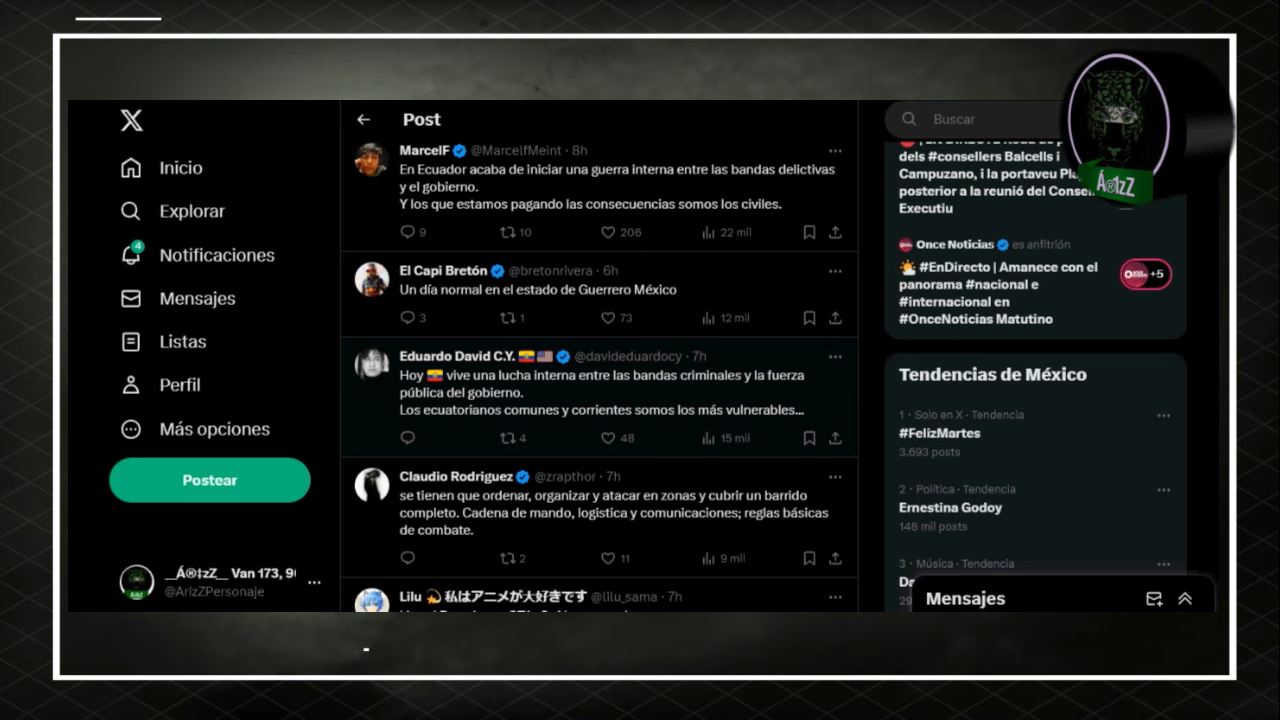 Inicio
Explorar
4
Notificaciones
Mensajes
Listas
Perfil
Más opciones
Postear
__Á®‡zZ__ Van 173,
@ArizZPersonaje
Post
MarcelF @MarcelfMeint · 8h
En Ecuador acaba de iniciar una guerra interna entre las bandas delictivas
y el gobierno.
Y los que estamos pagando las consecuencias somos los civiles.
9 10 206 22 mil
El Capi Bretón @bretonrivera · 6h
Un día normal en el estado de Guerrero México
3 1 73 12 mil
Eduardo David C.Y. 🇪🇨🇺🇸 @davideduardocy · 7h
Hoy 🇪🇨 vive una lucha interna entre las bandas criminales y la fuerza
pública del gobierno.
Los ecuatorianos comunes y corrientes somos los más vulnerables...
4 48 15 mil
Claudio Rodriguez @zrapthor · 7h
se tienen que ordenar, organizar y atacar en zonas y cubrir un barrido
completo. Cadena de mando, logistica y comunicaciones; reglas básicas
de combate.
2 11 9 mil
Lilu 💫 私はアニメが大好きです @lilu_sama · 7h
Buscar
dels #consellers Balcells i
Campuzano, i la portaveu
posterior a la reunió del
Executiu
Once Noticias es anfitrión
🌤 #EnDirecto | Amanece con el
panorama #nacional e
#internacional en
#OnceNoticias Matutino
+5
Tendencias de México
1 · Solo en X · Tendencia
#FelizMartes
3.693 posts
2 · Política · Tendencia
Ernestina Godoy
148 mil posts
3 · Música · Tendencia
Mensajes
Á®1zZ